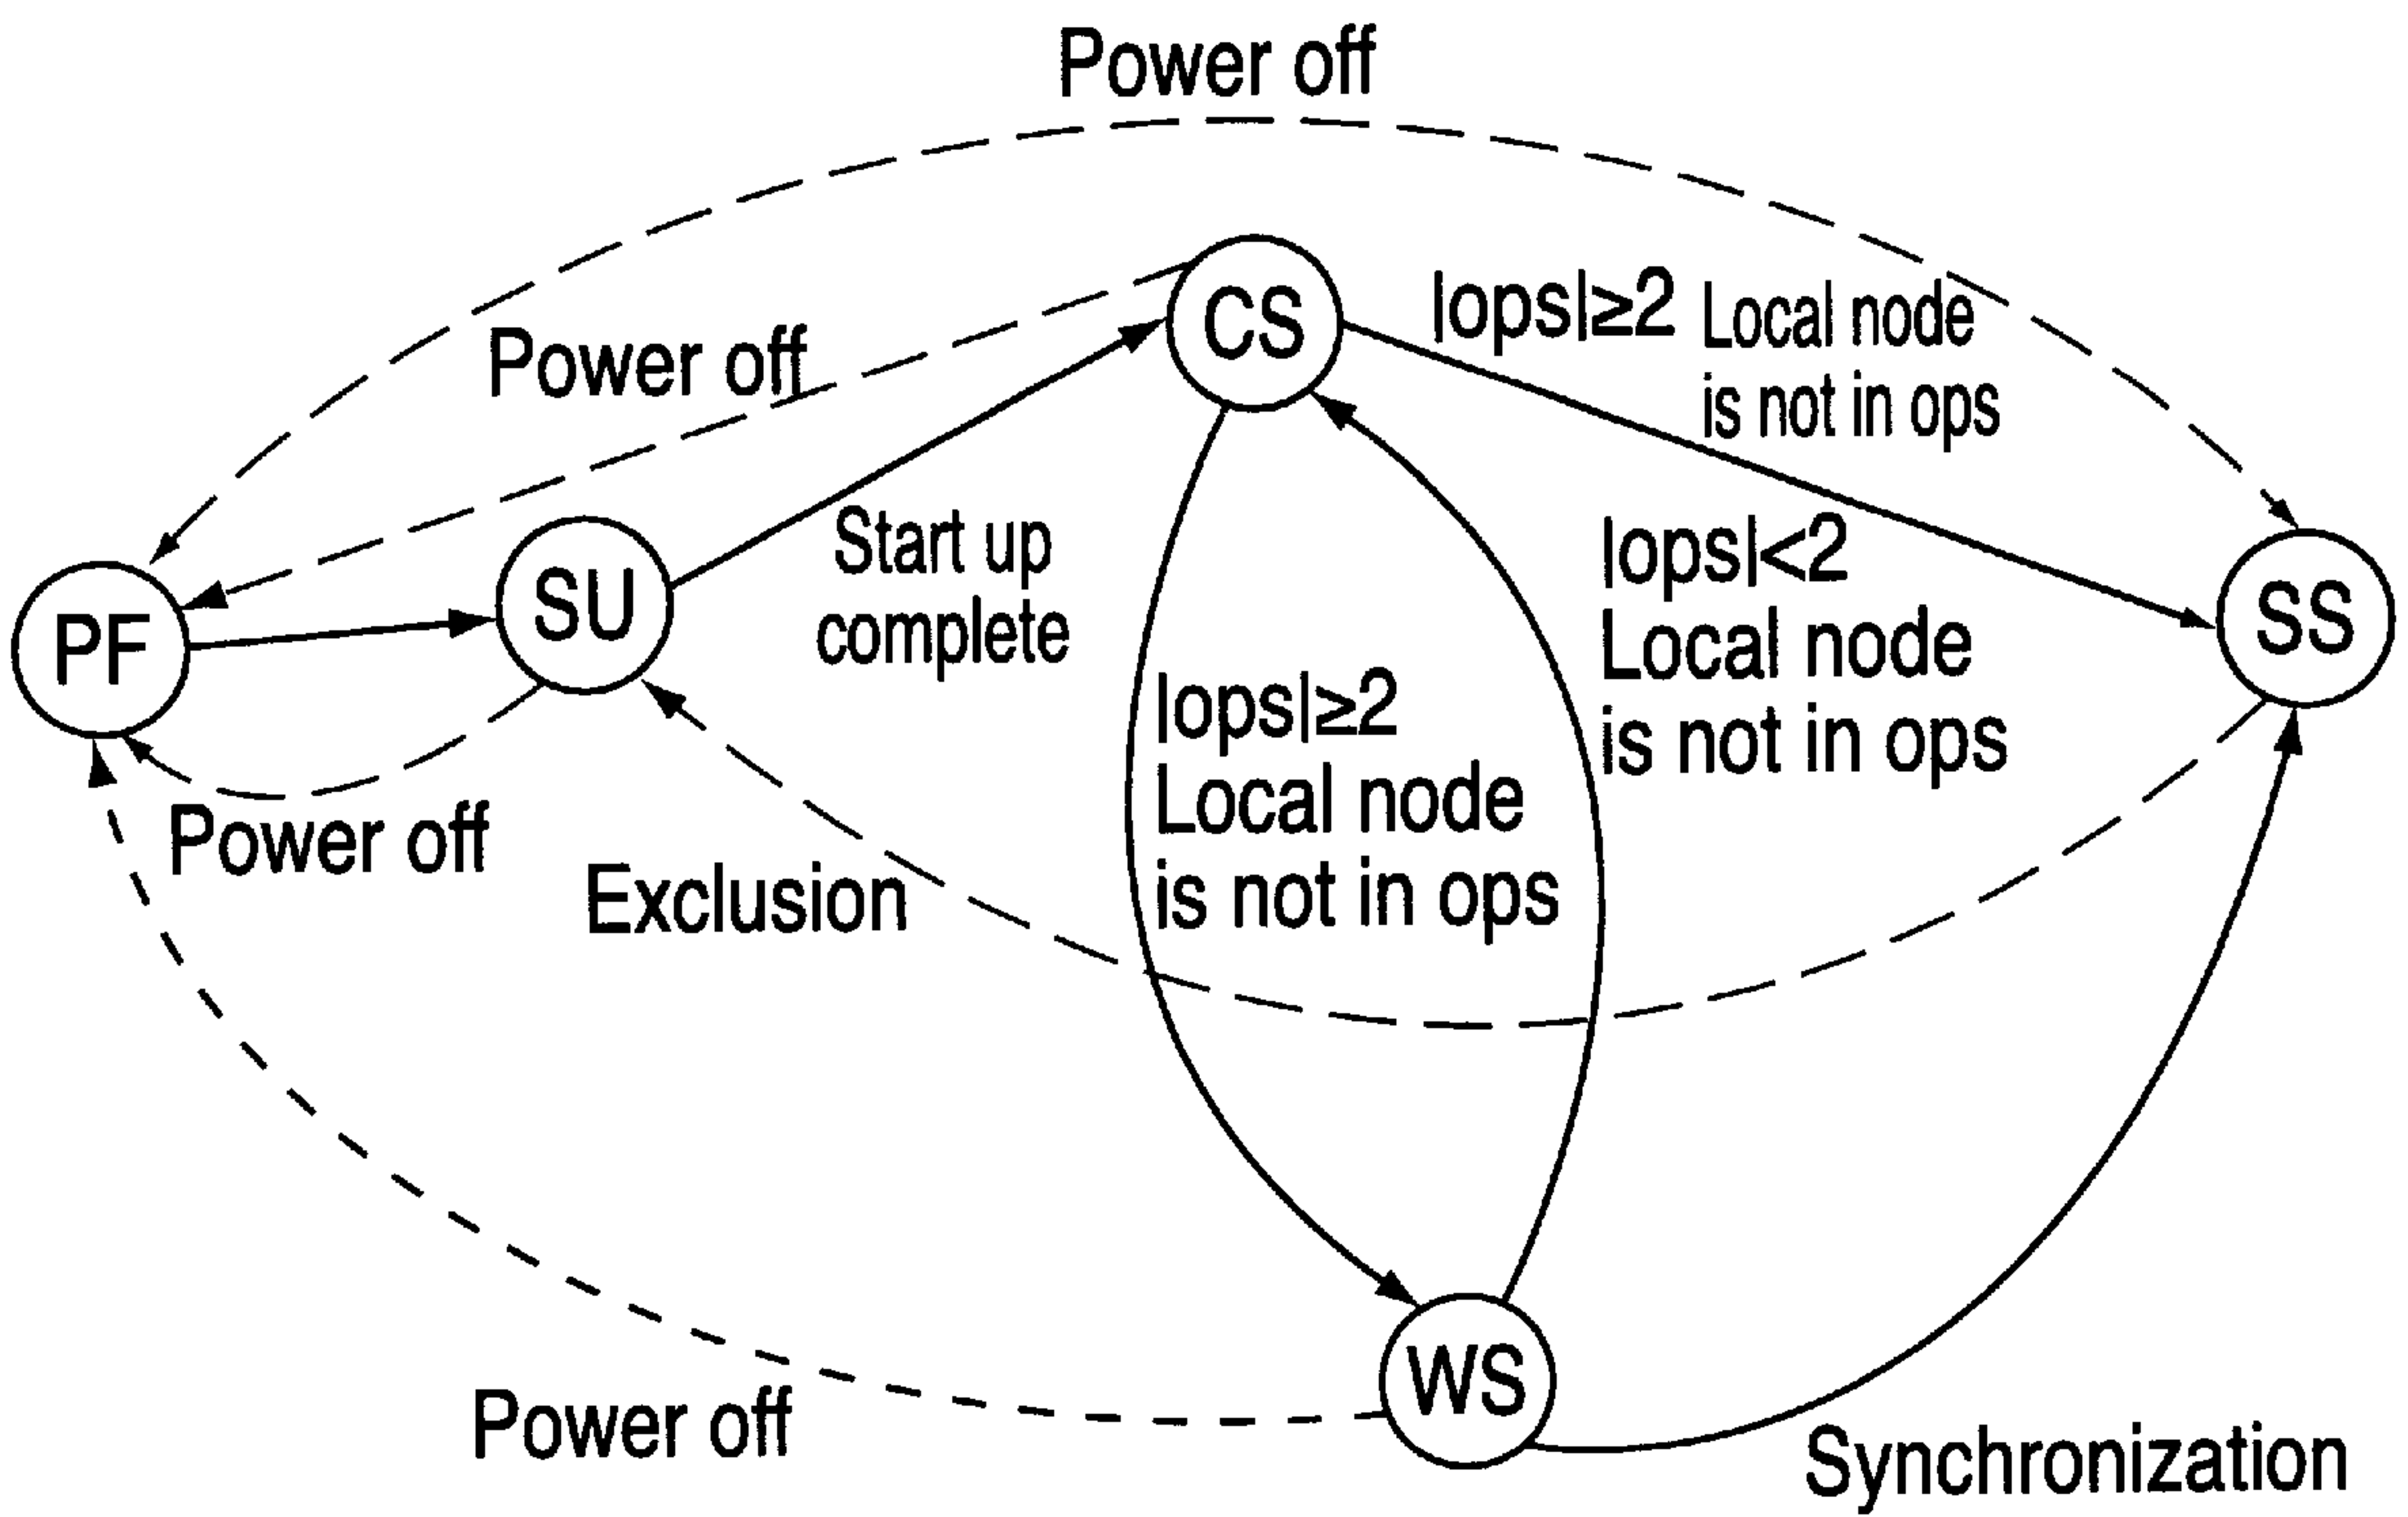 Power off
CS
|ops|≥2
Local node
is not in ops
Power off
Start up
complete
|ops|<2
Local node
is not in ops
PF
SU
SS
|ops|≥2
Local node
is not in ops
Power off
Exclusion
WS
Power off
Synchronization